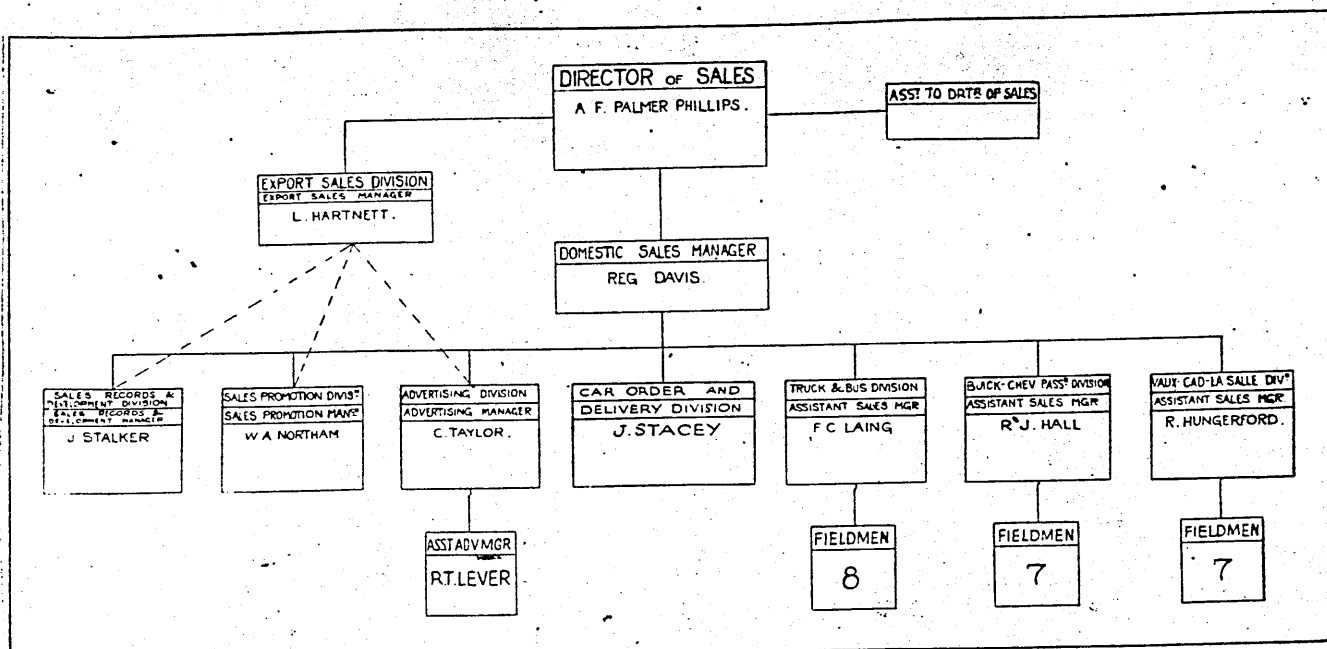 DIRECTOR OF SALES
A F. PALMER PHILLIPS.
ASST TO DRTR OF SALES
EXPORT SALES DIVISION
EXPORT SALES MANAGER
L. HARTNETT.
DOMESTIC SALES MANAGER
REG DAVIS.
SALES RECORDS &
DEVELOPMENT DIVISION
SALES RECORDS &
DEVELOPMENT MANAGER
J STALKER
SALES PROMOTION DIVISN
SALES PROMOTION MANGR
W A NORTHAM
ADVERTISING DIVISION
ADVERTISING MANAGER
C. TAYLOR.
ASST ADV MGR
R.T. LEVER
CAR ORDER AND
DELIVERY DIVISION
J. STACEY
TRUCK & BUS DIVISION
ASSISTANT SALES MGR
F C LAING
FIELDMEN
8
BUICK-CHEV PASSR DIVISION
ASSISTANT SALES MGR
R J. HALL
FIELDMEN
7
VAUX-CAD-LA SALLE DIVN
ASSISTANT SALES MGR.
R. HUNGERFORD.
FIELDMEN
7